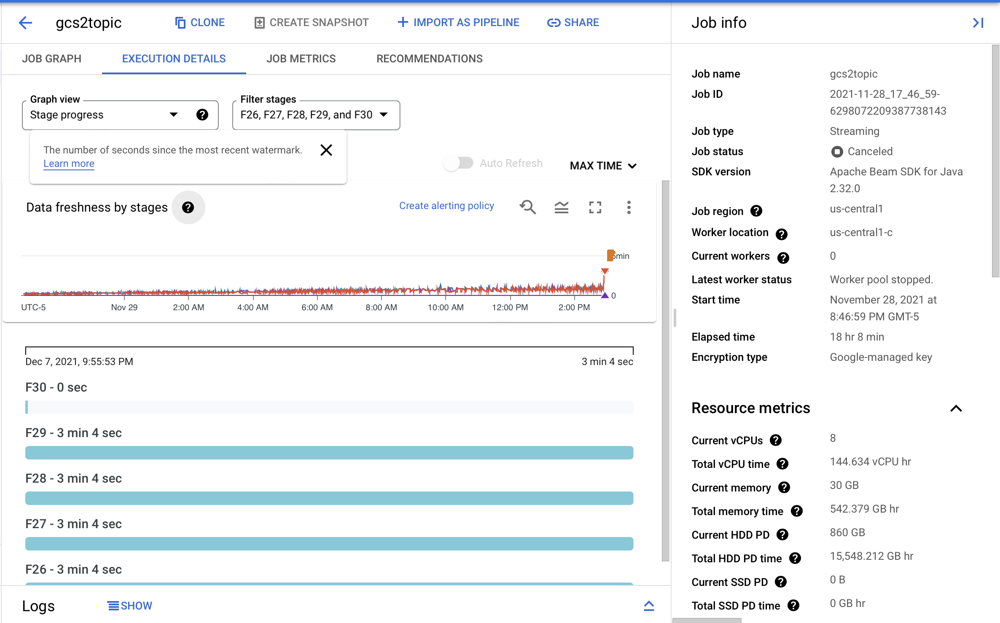 gcs2topic CLONE CREATE SNAPSHOT IMPORT AS PIPELINE SHARE
JOB GRAPH EXECUTION DETAILS JOB METRICS RECOMMENDATIONS
Graph view
Stage progress
Filter stages
F26, F27, F28, F29, and F30
The number of seconds since the most recent watermark.
Learn more
Auto Refresh
MAX TIME
Data freshness by stages
Create alerting policy
5min
0
UTC-5 Nov 29 2:00 AM 4:00 AM 6:00 AM 8:00 AM 10:00 AM 12:00 PM 2:00 PM
Dec 7, 2021, 9:55:53 PM 3 min 4 sec
F30 - 0 sec
F29 - 3 min 4 sec
F28 - 3 min 4 sec
F27 - 3 min 4 sec
F26 - 3 min 4 sec
Logs SHOW
Job info
Job name gcs2topic
Job ID 2021-11-28_17_46_59-
6298072209387738143
Job type Streaming
Job status Canceled
SDK version Apache Beam SDK for Java
2.32.0
Job region us-central1
Worker location us-central1-c
Current workers 0
Latest worker status Worker pool stopped.
Start time November 28, 2021 at
8:46:59 PM GMT-5
Elapsed time 18 hr 8 min
Encryption type Google-managed key
Resource metrics
Current vCPUs 8
Total vCPU time 144.634 vCPU hr
Current memory 30 GB
Total memory time 542.379 GB hr
Current HDD PD 860 GB
Total HDD PD time 15,548.212 GB hr
Current SSD PD 0 B
Total SSD PD time 0 GB hr